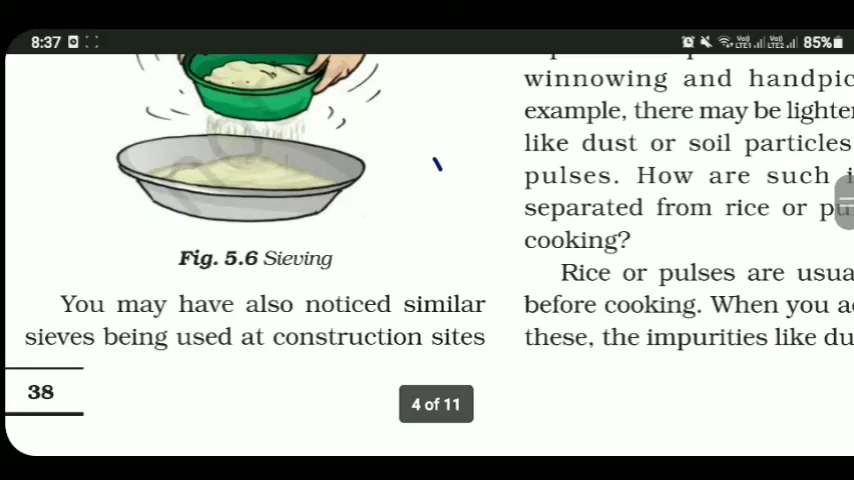 8:37
85%
winnowing and handpic
example, there may be lighter
like dust or soil particles
pulses. How are such i
separated from rice or pu
cooking?
Rice or pulses are usua
before cooking. When you a
these, the impurities like du
Fig. 5.6 Sieving
You may have also noticed similar
sieves being used at construction sites
38
4 of 11